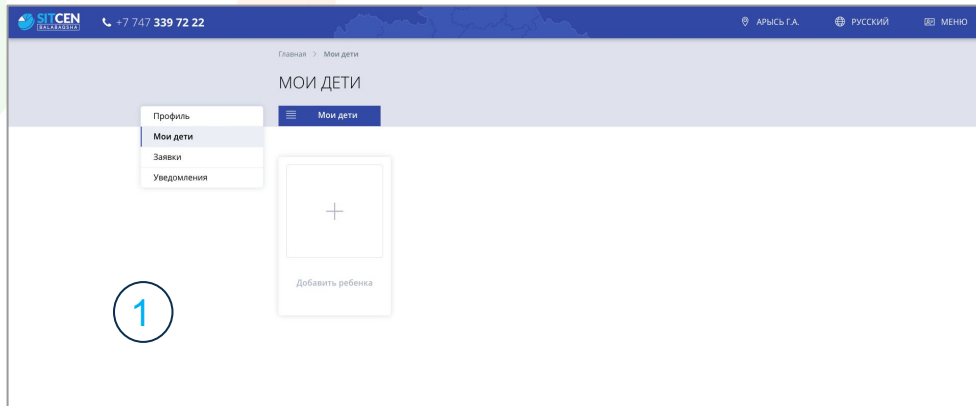 SITCEN
BALABAQSHA
+7 747 339 72 22
АРЫСЬ Г.А.
РУССКИЙ
МЕНЮ
Главная > Мои дети
МОИ ДЕТИ
Мои дети
Профиль
Мои дети
Заявки
Уведомления
Добавить ребенка
1